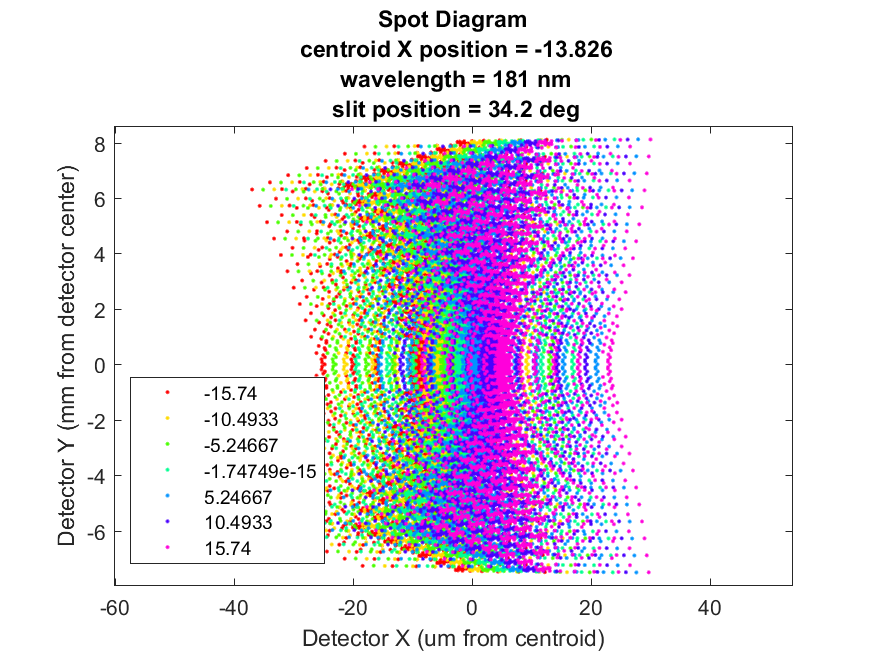 Spot Diagram
centroid X position = -13.826
wavelength = 181 nm
slit position = 34.2 deg
8
6
4
2
0
-2
-4
-6
Detector Y (mm from detector center)
-15.74
-10.4933
-5.24667
-1.74749e-15
5.24667
10.4933
15.74
-60 -40 -20 0 20 40
Detector X (um from centroid)